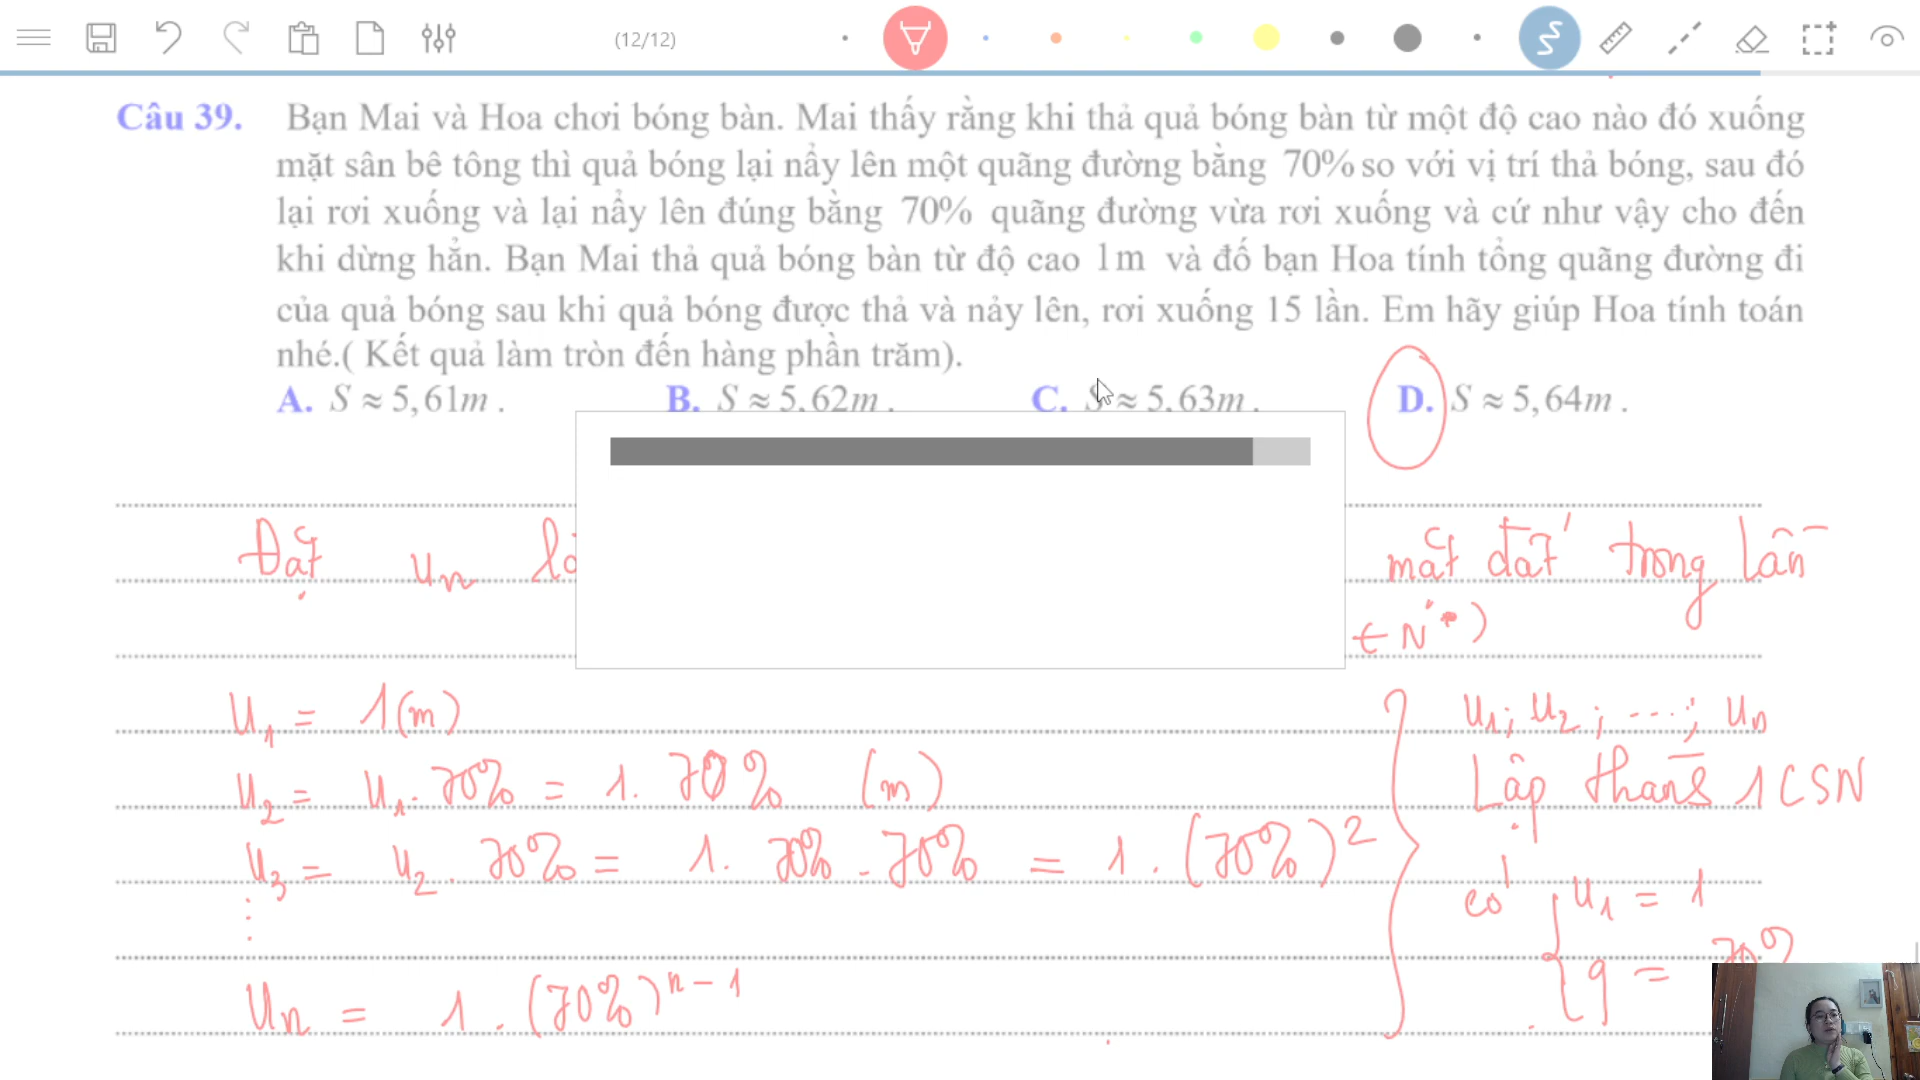 (12/12)
Câu 39. Bạn Mai và Hoa chơi bóng bàn. Mai thấy rằng khi thả quả bóng bàn từ một độ cao nào đó xuống
mặt sân bê tông thì quả bóng lại nẩy lên một quãng đường bằng 70% so với vị trí thả bóng, sau đó
lại rơi xuống và lại nẩy lên đúng bằng 70% quãng đường vừa rơi xuống và cứ như vậy cho đến
khi dừng hẳn. Bạn Mai thả quả bóng bàn từ độ cao 1m và đố bạn Hoa tính tổng quãng đường đi
của quả bóng sau khi quả bóng được thả và nảy lên, rơi xuống 15 lần. Em hãy giúp Hoa tính toán
nhé.( Kết quả làm tròn đến hàng phần trăm).
A. S ≈ 5,61m . B. S ≈ 5,62m . C. S ≈ 5,63m . D. S ≈ 5,64m .
Đặt uₙ mặt đất trong lần
∈ N*)
u₁ = 1(m) u₁; u₂; ...; uₙ
u₂ = u₁. 70% = 1. 70% (m) Lập thành 1 CSN
u₃ = u₂. 70% = 1. 70% . 70% = 1. (70%)²
⋮ có u₁ = 1
uₙ = 1. (70%)ⁿ⁻¹ q =